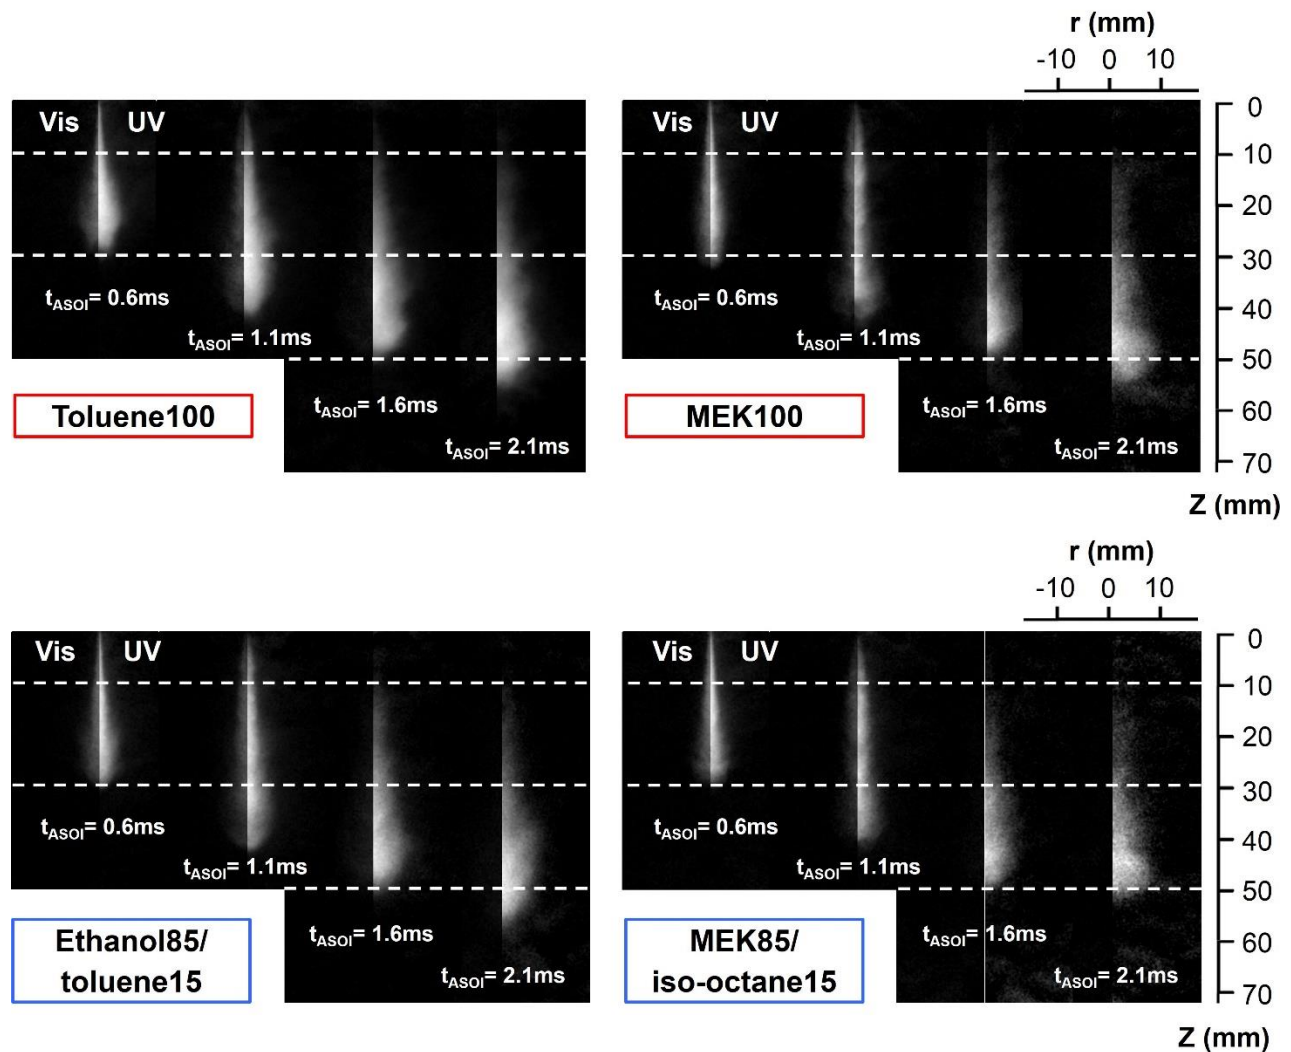 r (mm)
-10 0 10
Vis UV
Vis UV
0
10
20
30
40
50
60
70
Z (mm)
tASOI= 0.6ms
tASOI= 1.1ms
tASOI= 1.6ms
tASOI= 2.1ms
Toluene100
tASOI= 0.6ms
tASOI= 1.1ms
tASOI= 1.6ms
tASOI= 2.1ms
MEK100
r (mm)
-10 0 10
Vis UV
Vis UV
0
10
20
30
40
50
60
70
Z (mm)
tASOI= 0.6ms
tASOI= 1.1ms
tASOI= 1.6ms
tASOI= 2.1ms
Ethanol85/
toluene15
tASOI= 0.6ms
tASOI= 1.1ms
tASOI= 1.6ms
tASOI= 2.1ms
MEK85/
iso-octane15